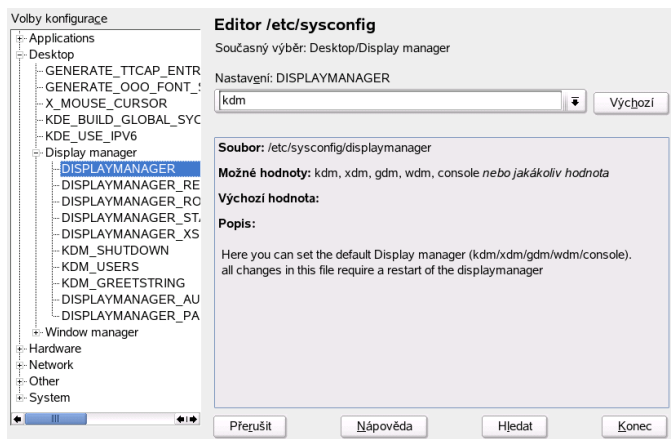 Volby konfigurace
Applications
Desktop
GENERATE_TTCAP_ENTR
GENERATE_OOO_FONT_S
X_MOUSE_CURSOR
KDE_BUILD_GLOBAL_SYC
KDE_USE_IPV6
Display manager
DISPLAYMANAGER
DISPLAYMANAGER_RE
DISPLAYMANAGER_RO
DISPLAYMANAGER_STA
DISPLAYMANAGER_XS
KDM_SHUTDOWN
KDM_USERS
KDM_GREETSTRING
DISPLAYMANAGER_AU
DISPLAYMANAGER_PA
Window manager
Hardware
Network
Other
System
Editor /etc/sysconfig
Současný výběr: Desktop/Display manager
Nastavení: DISPLAYMANAGER
kdm
Výchozí
Soubor: /etc/sysconfig/displaymanager
Možné hodnoty: kdm, xdm, gdm, wdm, console nebo jakákoliv hodnota
Výchozí hodnota:
Popis:
Here you can set the default Display manager (kdm/xdm/gdm/wdm/console).
all changes in this file require a restart of the displaymanager
Přerušit
Nápověda
Hledat
Konec